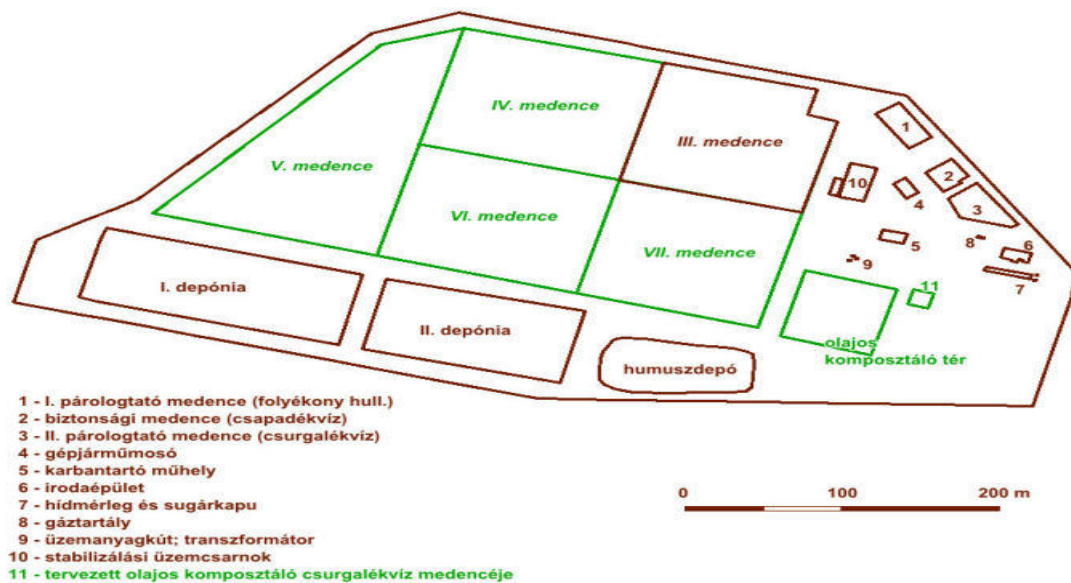 IV. medence
III. medence
V. medence
VI. medence
VII. medence
1
2
10
4
3
5
8
6
9
7
11
I. depónia
II. depónia
humuszdepó
olajos
komposztáló tér
1 - I. párologtató medence (folyékony hull.)
2 - biztonsági medence (csapadékvíz)
3 - II. párologtató medence (csurgalékvíz)
4 - gépjárműmosó
5 - karbantartó műhely
6 - irodaépület
7 - hídmérleg és sugárkapu
8 - gáztartály
9 - üzemanyagkút; transzformátor
10 - stabilizálási üzemcsarnok
11 - tervezett olajos komposztáló csurgalékvíz medencéje
0 100 200 m